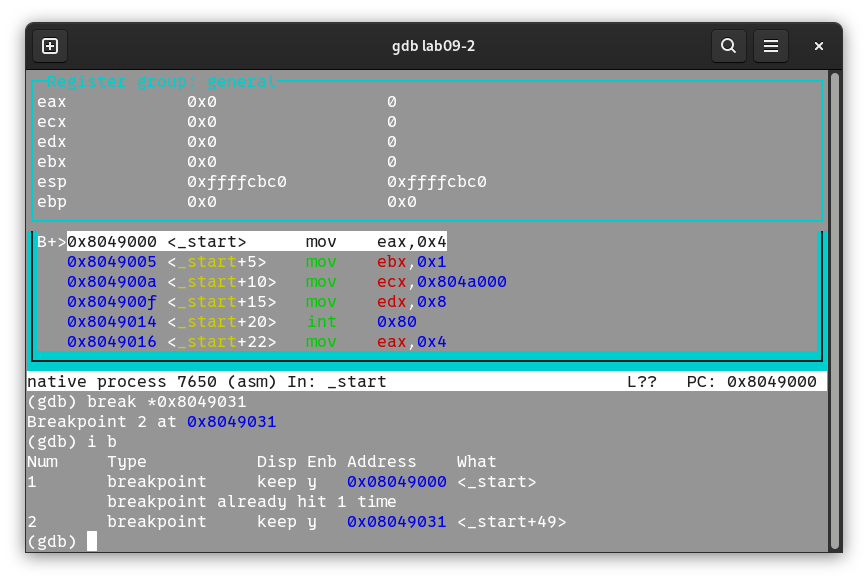 gdb lab09-2
Register group: general
eax            0x0                 0
ecx            0x0                 0
edx            0x0                 0
ebx            0x0                 0
esp            0xffffcbc0          0xffffcbc0
ebp            0x0                 0x0
B+>0x8049000 <_start>      mov    eax,0x4
0x8049005 <_start+5>    mov    ebx,0x1
0x804900a <_start+10>   mov    ecx,0x804a000
0x804900f <_start+15>   mov    edx,0x8
0x8049014 <_start+20>   int    0x80
0x8049016 <_start+22>   mov    eax,0x4
native process 7650 (asm) In: _start                        L??   PC: 0x8049000
(gdb) break *0x8049031
Breakpoint 2 at 0x8049031
(gdb) i b
Num     Type           Disp Enb Address    What
1       breakpoint     keep y   0x08049000 <_start>
breakpoint already hit 1 time
2       breakpoint     keep y   0x08049031 <_start+49>
(gdb)